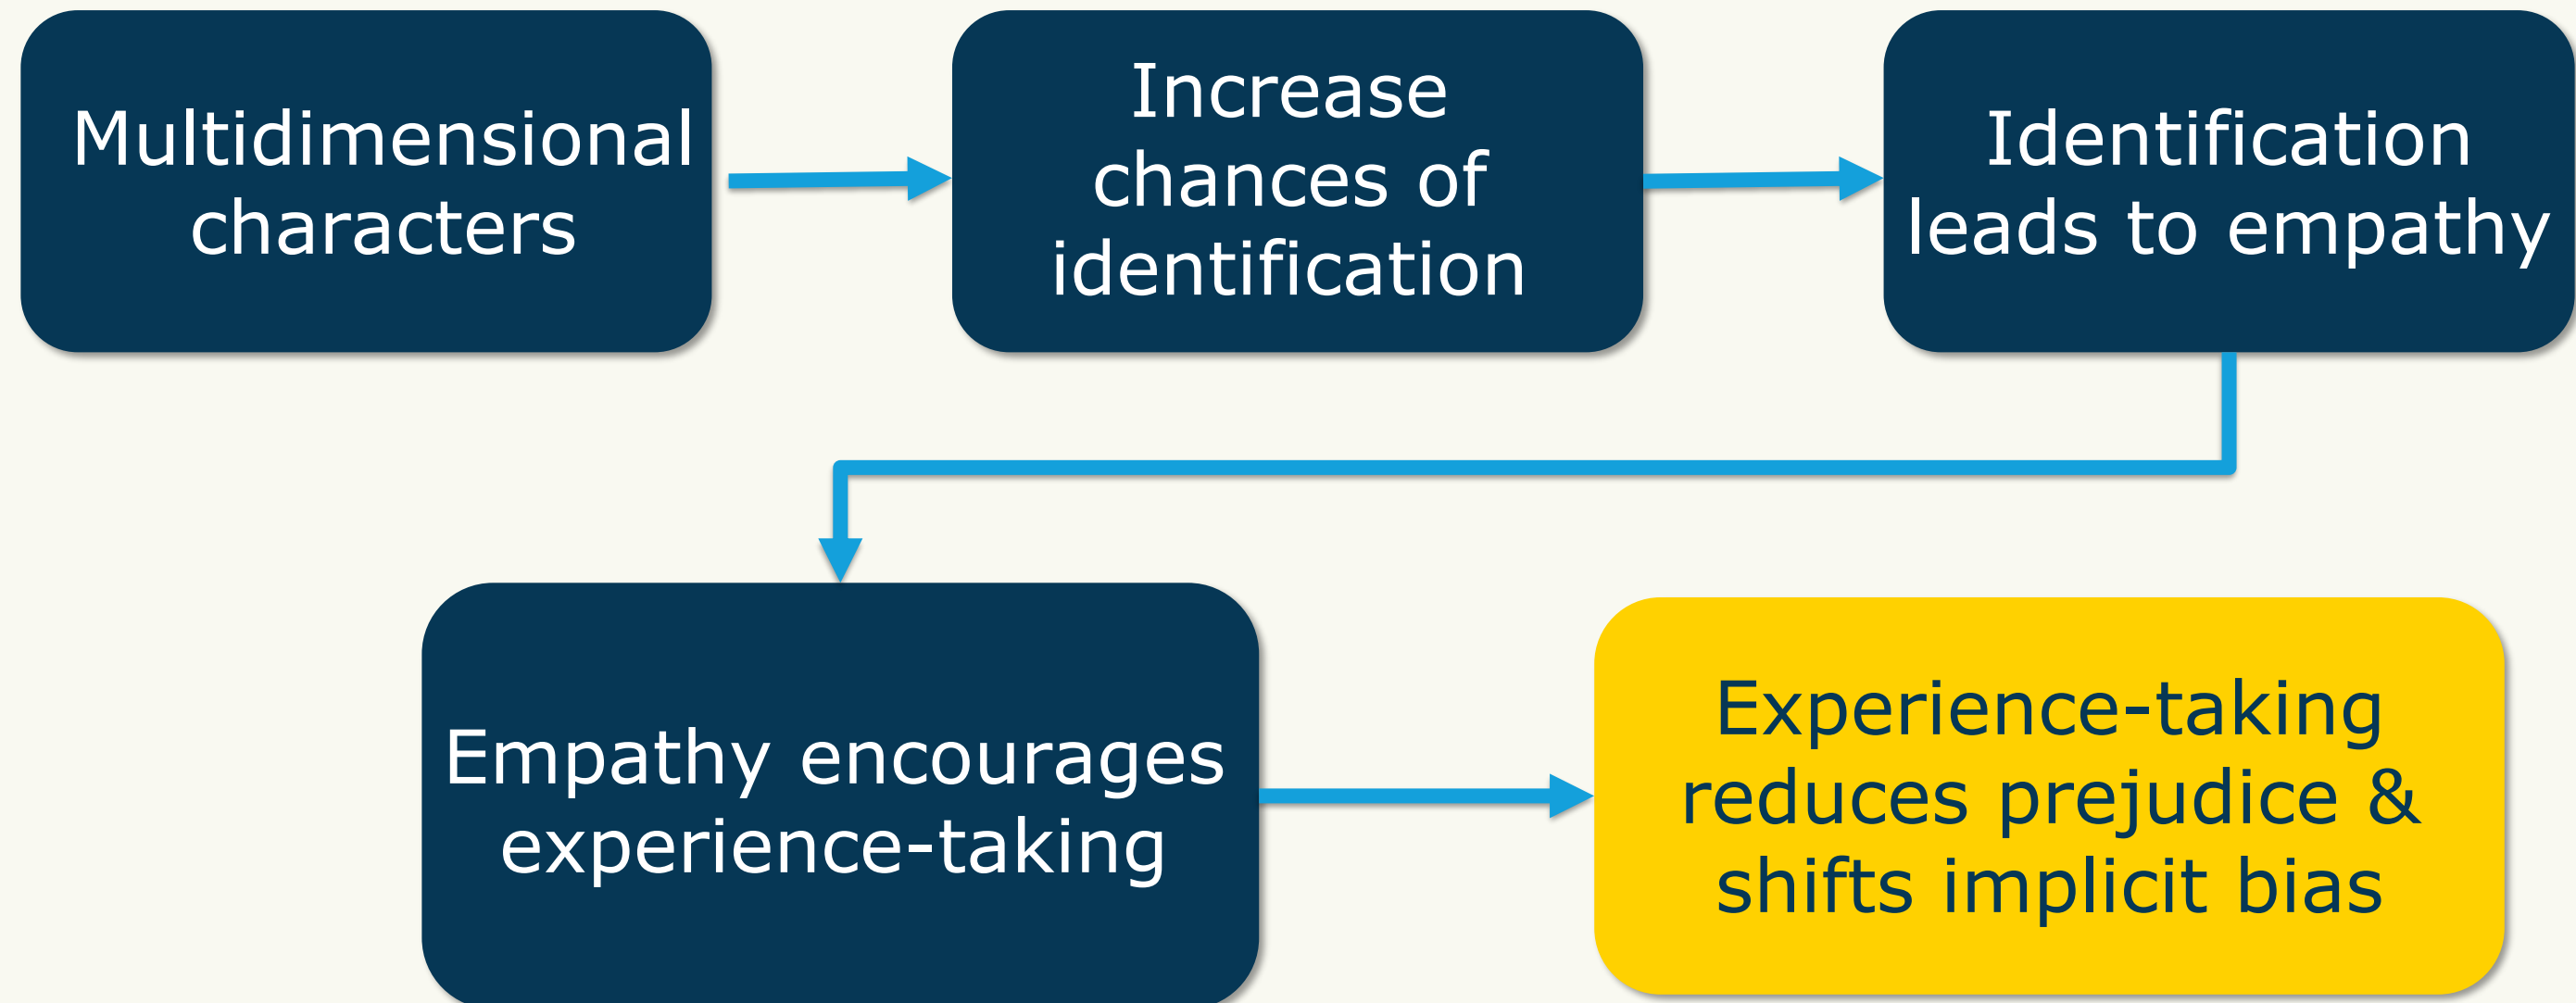 Multidimensional
characters
Increase
chances of
identification
Identification
leads to empathy
Empathy encourages
experience-taking
Experience-taking
reduces prejudice &
shifts implicit bias